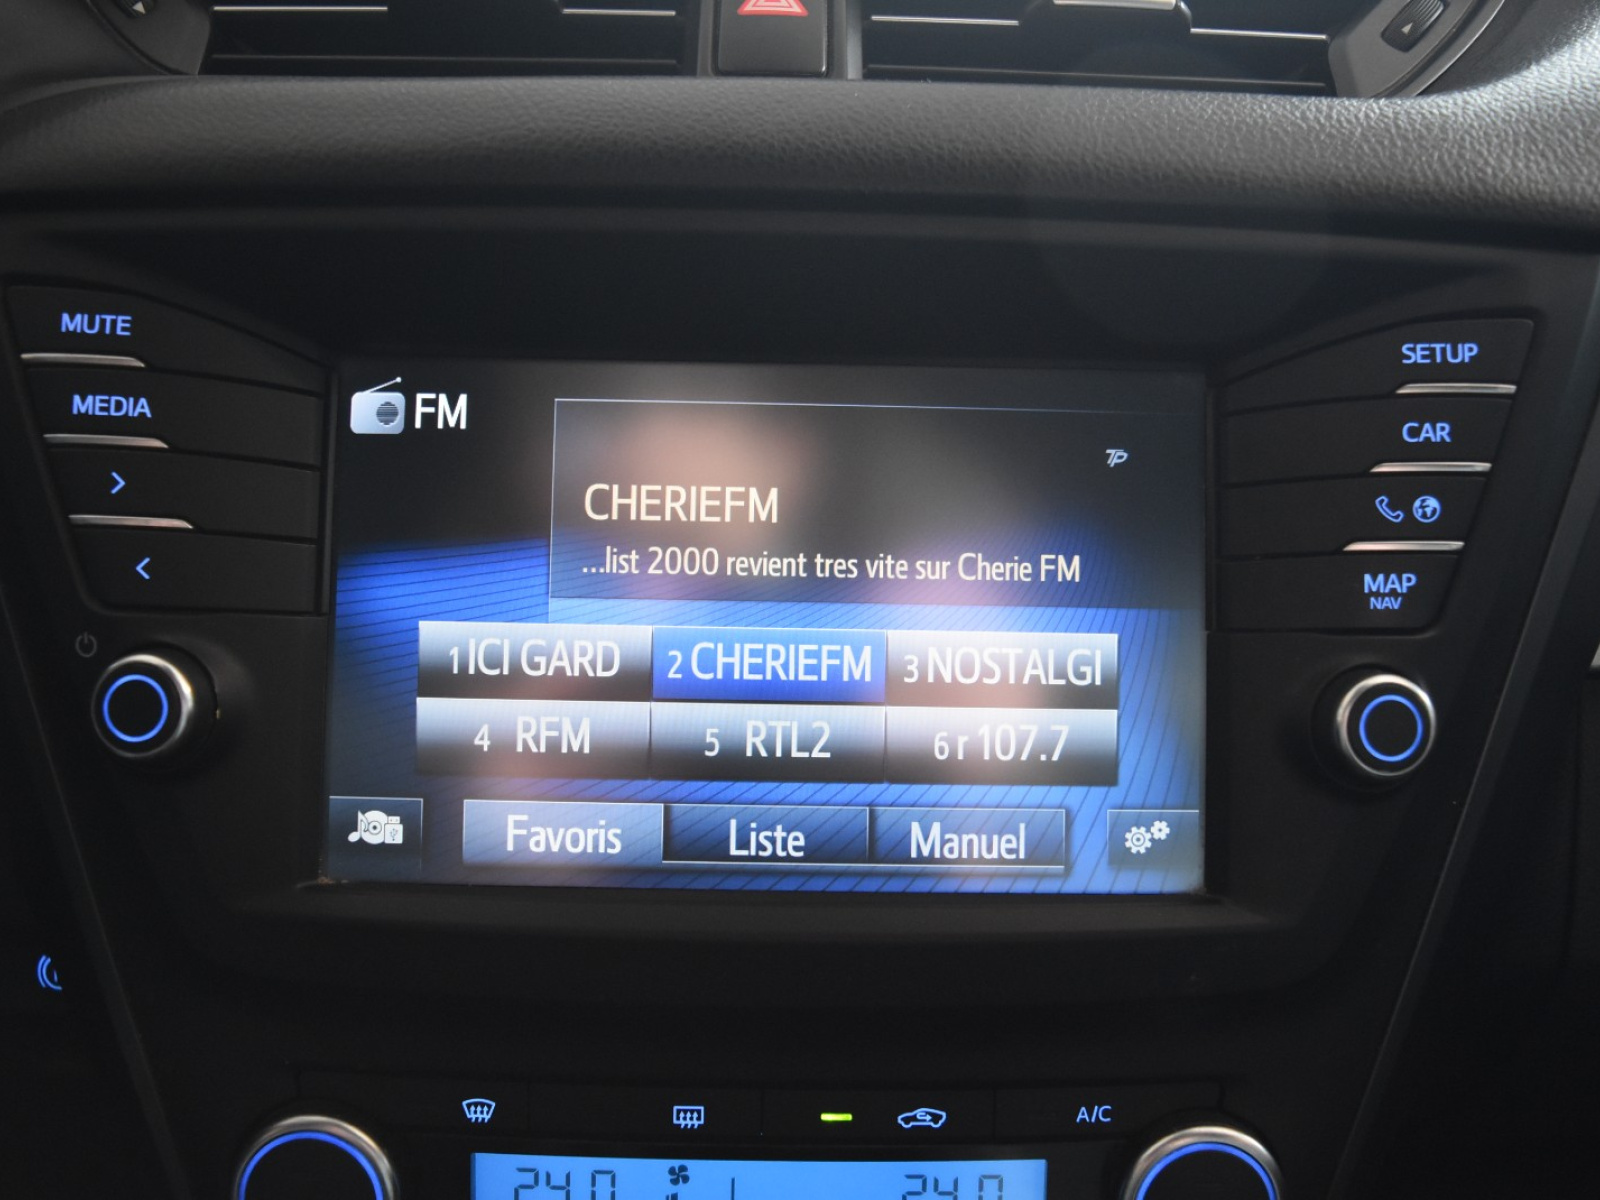 MUTE
MEDIA
SETUP
CAR
MAP
NAV
FM
TP
CHERIEFM
...list 2000 revient tres vite sur Cherie FM
1 ICI GARD
2 CHERIEFM
3 NOSTALGI
4 RFM
5 RTL2
6 r 107.7
Favoris
Liste
Manuel
A/C
24.0
24.0